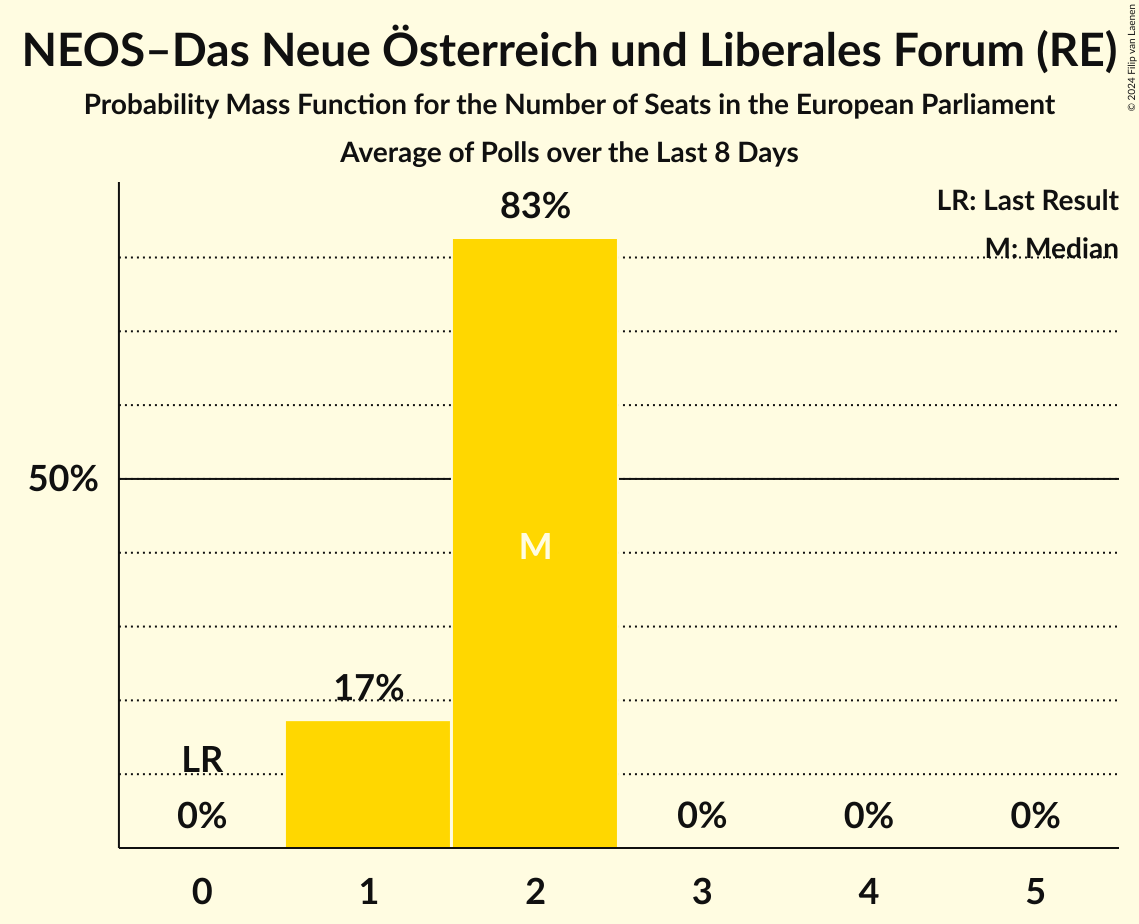 NEOS–Das Neue Österreich und Liberales Forum (RE)
Probability Mass Function for the Number of Seats in the European Parliament
Average of Polls over the Last 8 Days
© 2024 Filip van Laenen
LR: Last Result
M: Median
83%
50%
M
17%
LR
0%
0%
0%
0%
0 1 2 3 4 5